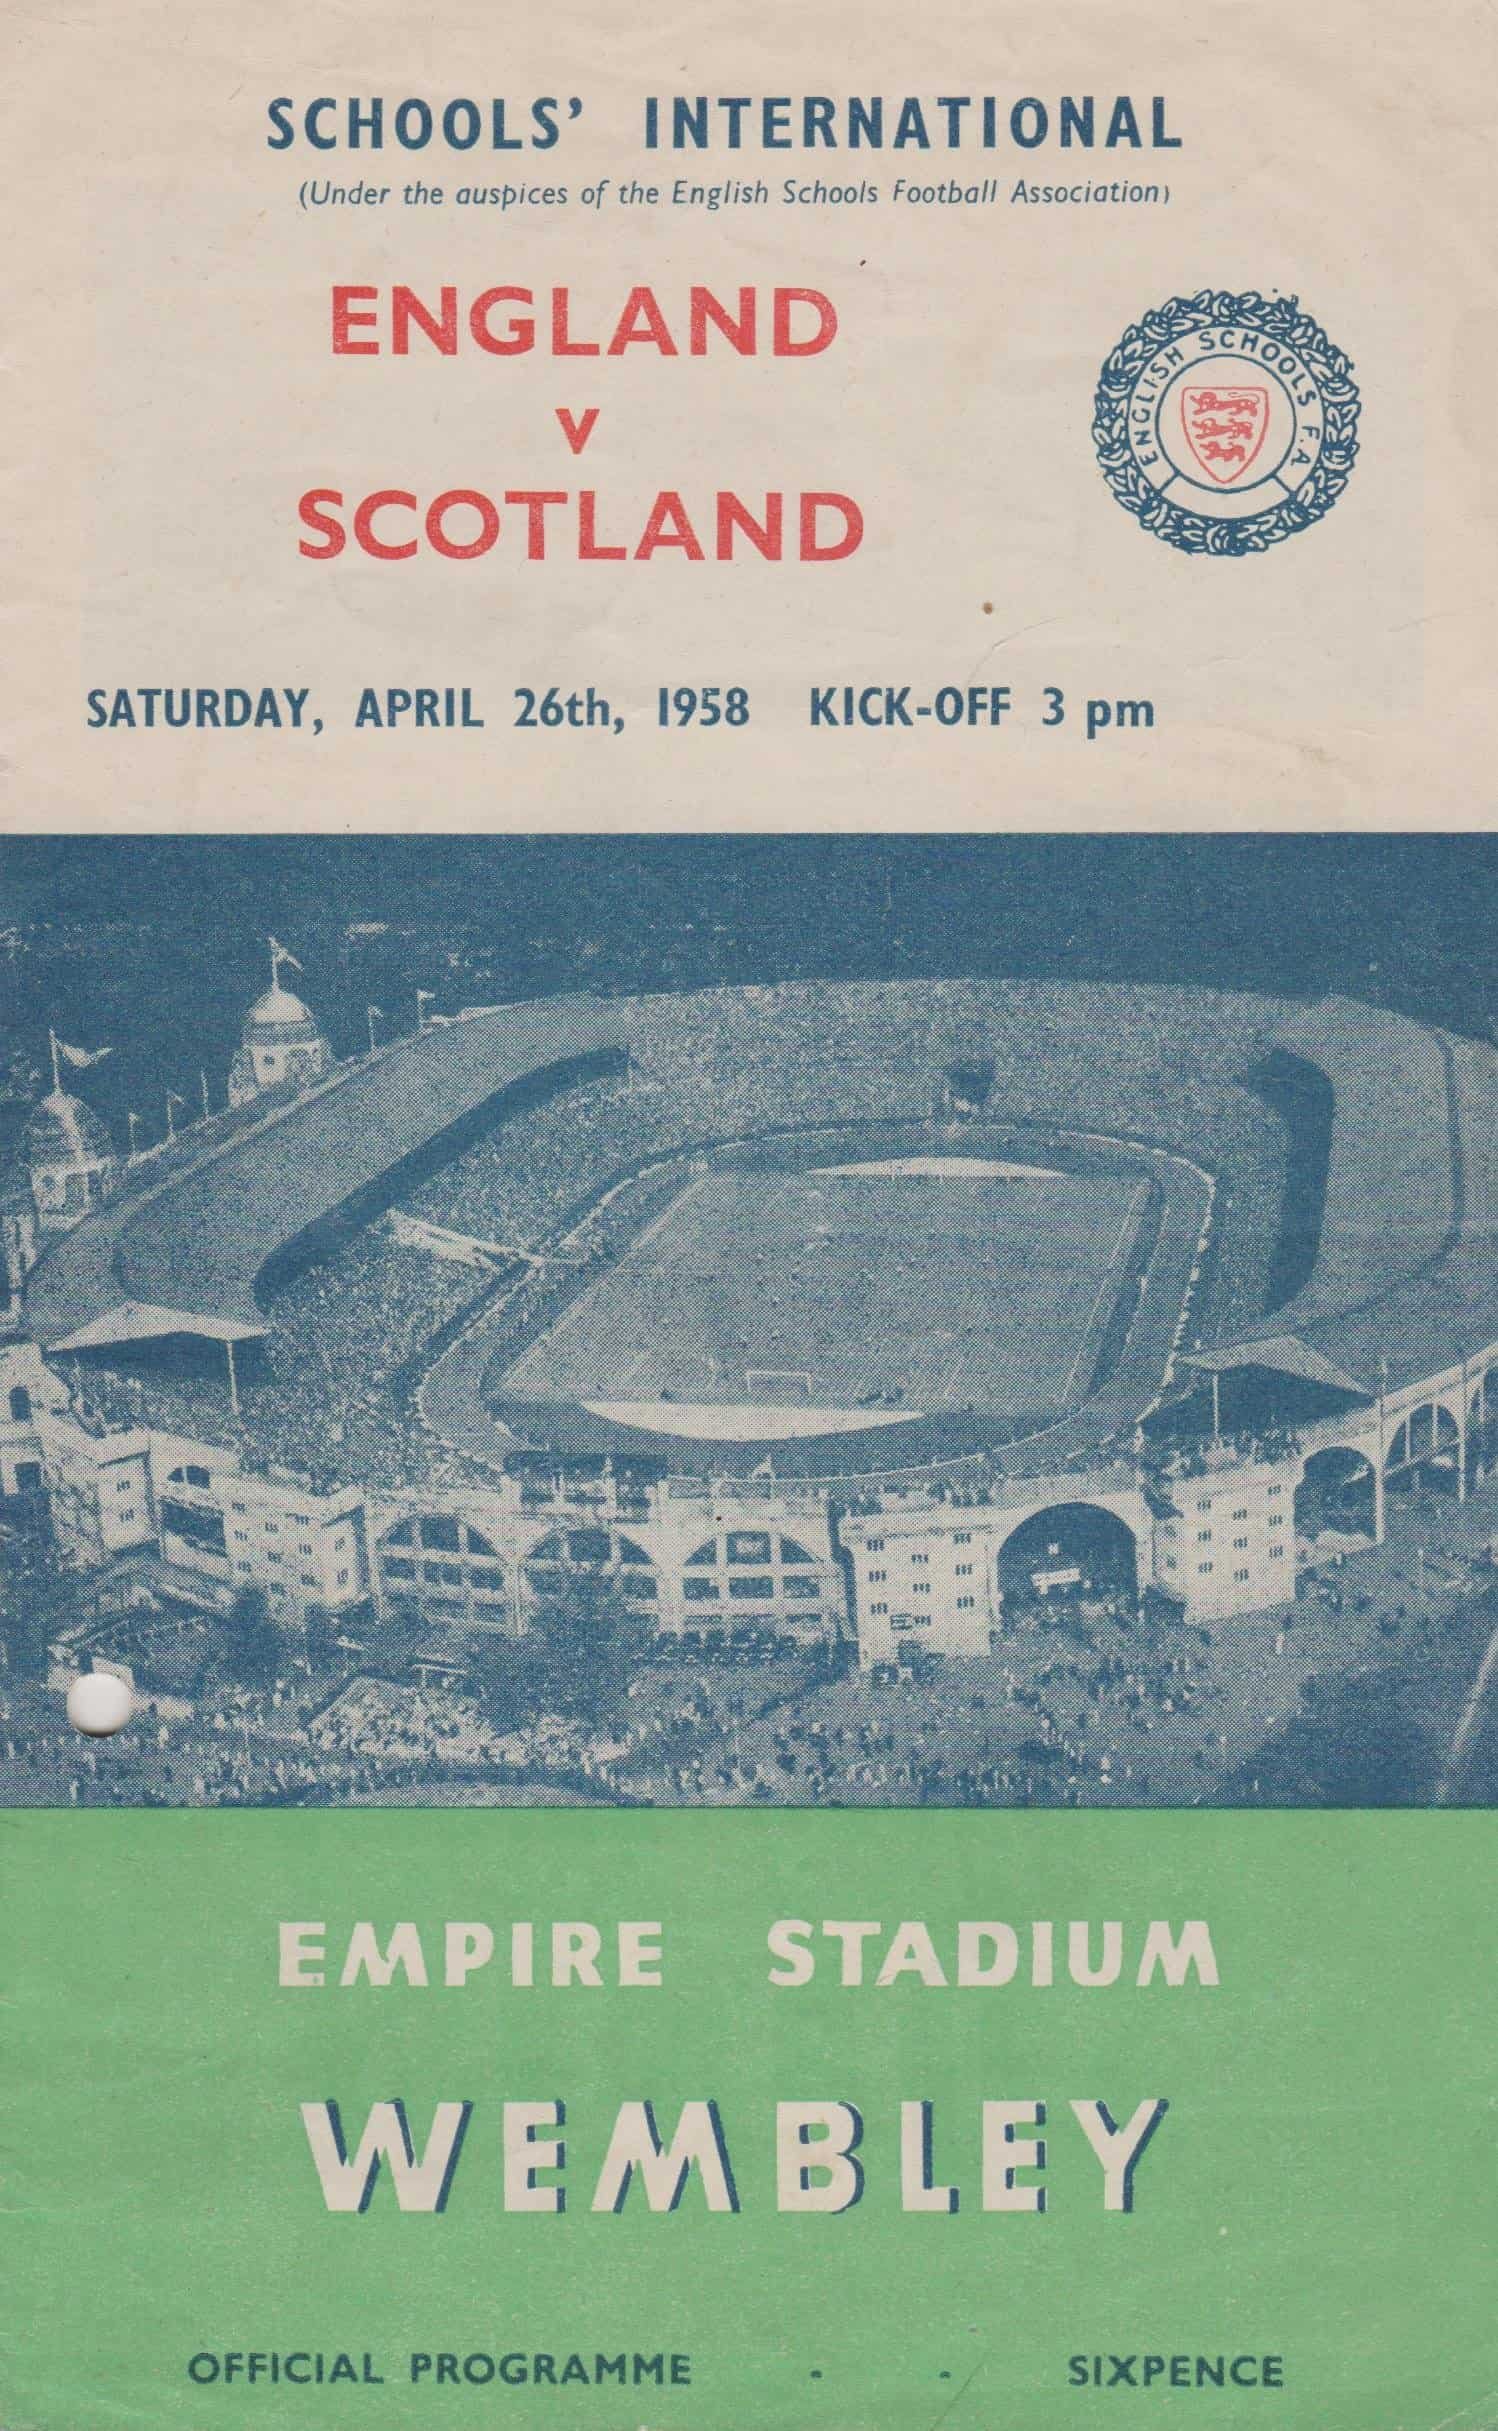 SCHOOLS' INTERNATIONAL
(Under the auspices of the English Schools Football Association)
ENGLAND
v
SCOTLAND
ENGLISH SCHOOLS F.A.
SATURDAY, APRIL 26th, 1958 KICK-OFF 3 pm
EMPIRE STADIUM
WEMBLEY
OFFICIAL PROGRAMME - - SIXPENCE